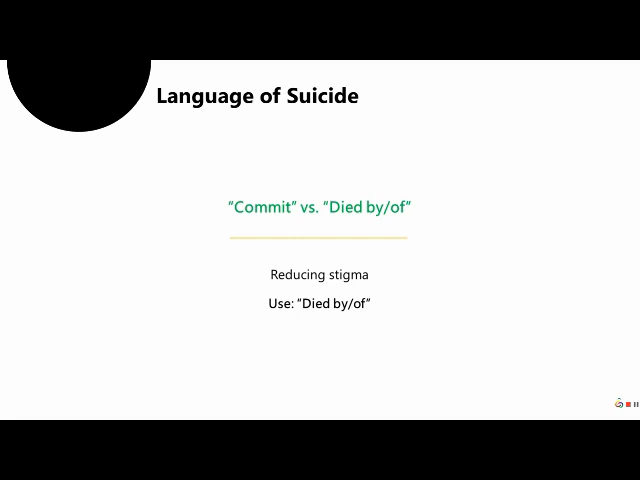 Language of Suicide
“Commit” vs. “Died by/of”
Reducing stigma
Use: “Died by/of”